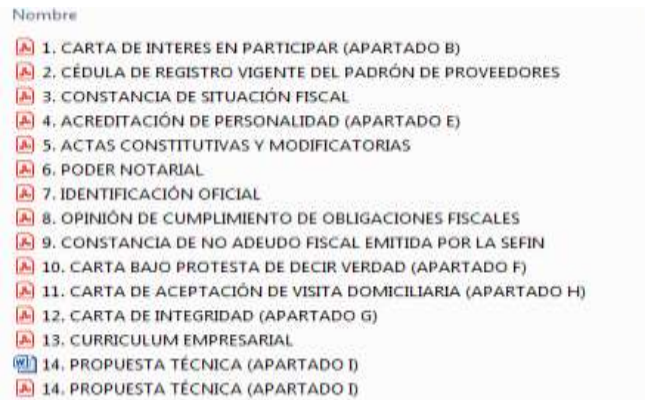 Nombre
1. CARTA DE INTERES EN PARTICIPAR (APARTADO B)
2. CÉDULA DE REGISTRO VIGENTE DEL PADRÓN DE PROVEEDORES
3. CONSTANCIA DE SITUACIÓN FISCAL
4. ACREDITACIÓN DE PERSONALIDAD (APARTADO E)
5. ACTAS CONSTITUTIVAS Y MODIFICATORIAS
6. PODER NOTARIAL
7. IDENTIFICACIÓN OFICIAL
8. OPINIÓN DE CUMPLIMIENTO DE OBLIGACIONES FISCALES
9. CONSTANCIA DE NO ADEUDO FISCAL EMITIDA POR LA SEFIN
10. CARTA BAJO PROTESTA DE DECIR VERDAD (APARTADO F)
11. CARTA DE ACEPTACIÓN DE VISITA DOMICILIARIA (APARTADO H)
12. CARTA DE INTEGRIDAD (APARTADO G)
13. CURRICULUM EMPRESARIAL
14. PROPUESTA TÉCNICA (APARTADO I)
14. PROPUESTA TÉCNICA (APARTADO I)